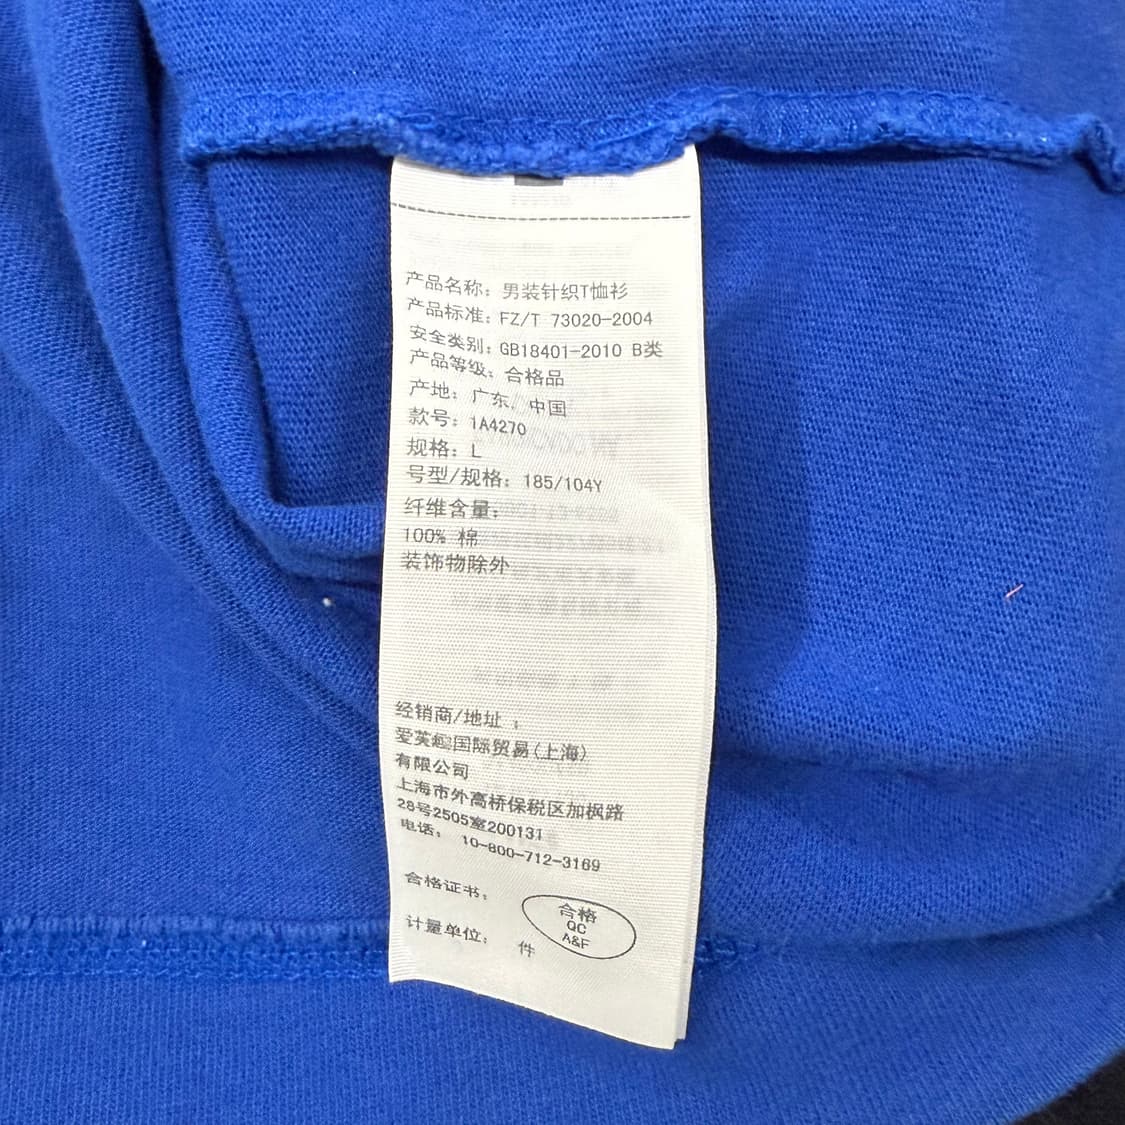 产品名称：男装针织T恤衫
产品标准：FZ/T 73020-2004
安全类别：GB18401-2010 B类
产品等级：合格品
产地：广东，中国
款号：1A4270
规格：L
号型/规格：185/104Y
纤维含量：
100% 棉
装饰物除外
经销商/地址：
爱芙趣国际贸易(上海)
有限公司
上海市外高桥保税区加枫路
28号2505室200131
电话：10-800-712-3169
合格证书：
合格
QC
A&F
计量单位：件